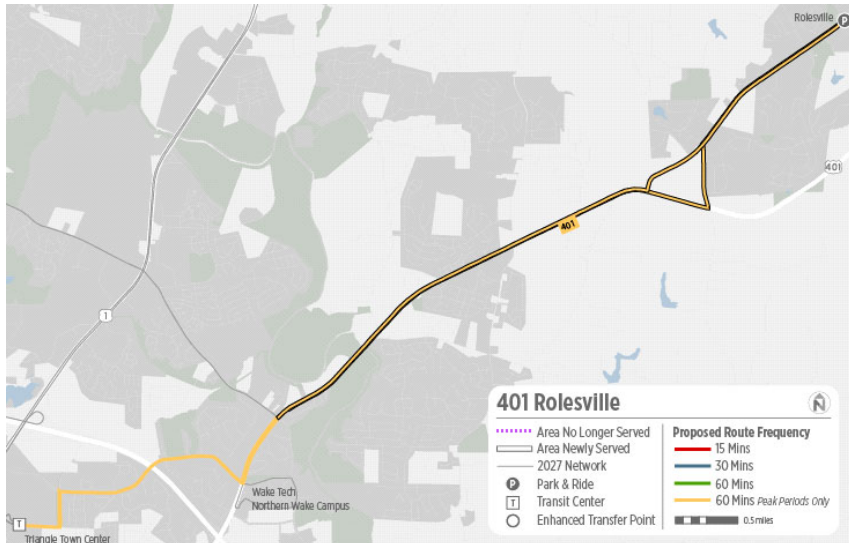 Rolesville
P
401
401
1
Wake Tech
Northern Wake Campus
T
Triangle Town Center
401 Rolesville
N
Area No Longer Served
Area Newly Served
2027 Network
P
Park & Ride
T
Transit Center
Enhanced Transfer Point
Proposed Route Frequency
15 Mins
30 Mins
60 Mins
60 Mins Peak Periods Only
0.5 miles